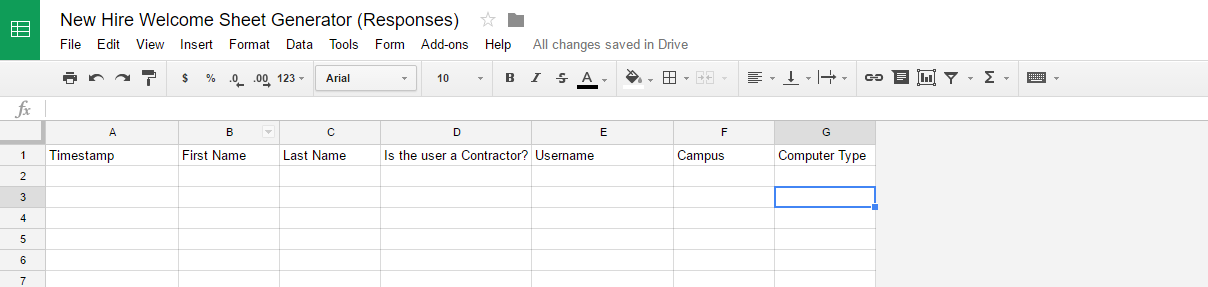 New Hire Welcome Sheet Generator (Responses)
File Edit View Insert Format Data Tools Form Add-ons Help All changes saved in Drive
$ % .0 .00 123 Arial 10 B I S A Σ
fx
A B C D E F G
1 Timestamp First Name Last Name Is the user a Contractor? Username Campus Computer Type
2
3
4
5
6
7